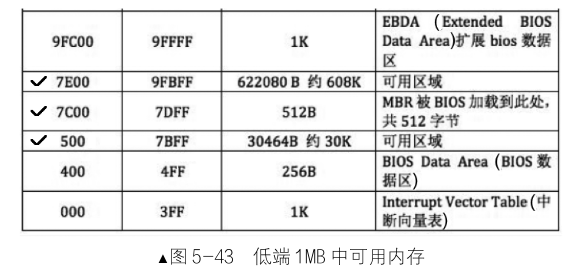 EBDA (Extended BIOS
9FC00 9FFFF 1K Data Area)扩展 bios 数据
区
✓ 7E00 9FBFF 622080 B 约 608K 可用区域
✓ 7C00 7DFF 512B MBR 被 BIOS 加载到此处，
共 512 字节
✓ 500 7BFF 30464B 约 30K 可用区域
400 4FF 256B BIOS Data Area (BIOS 数
据区)
000 3FF 1K Interrupt Vector Table (中
断向量表)
▲图 5-43 低端 1MB 中可用内存